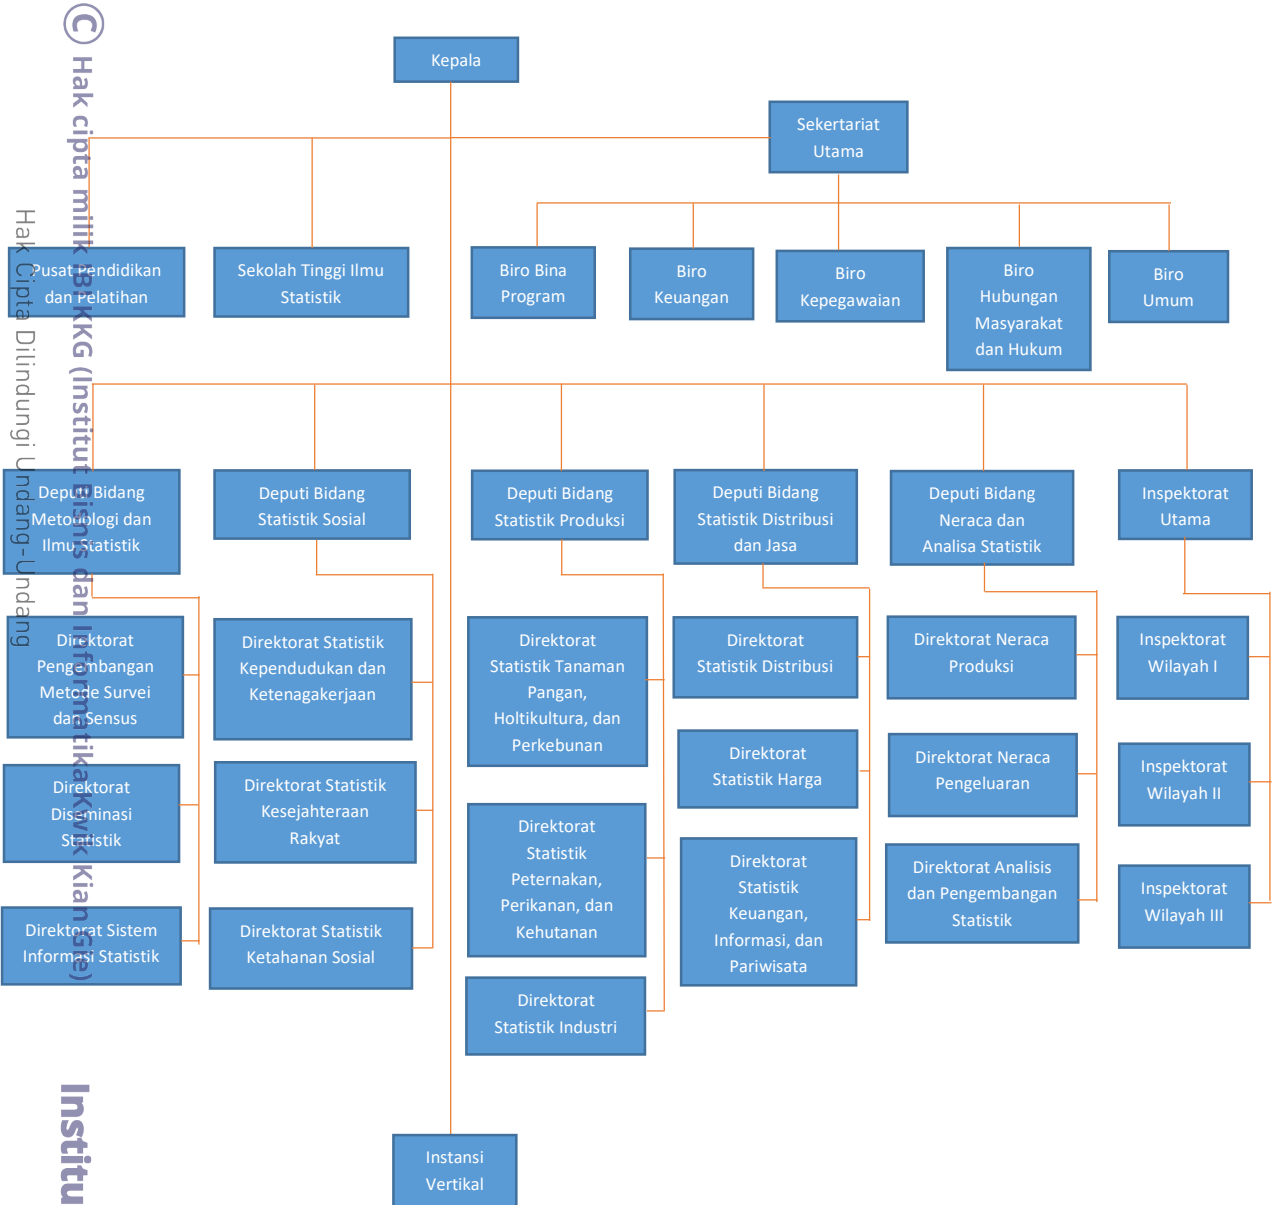 Kepala
Sekertariat
Utama
Pusat Pendidikan
dan Pelatihan
Sekolah Tinggi Ilmu
Statistik
Biro Bina
Program
Biro
Keuangan
Biro
Kepegawaian
Biro
Hubungan
Masyarakat
dan Hukum
Biro
Umum
Deputi Bidang
Metodologi dan
Ilmu Statistik
Deputi Bidang
Statistik Sosial
Deputi Bidang
Statistik Produksi
Deputi Bidang
Statistik Distribusi
dan Jasa
Deputi Bidang
Neraca dan
Analisa Statistik
Inspektorat
Utama
Direktorat
Pengembangan
Metode Survei
dan Sensus
Direktorat Statistik
Kependudukan dan
Ketenagakerjaan
Direktorat
Statistik Tanaman
Pangan,
Holtikultura, dan
Perkebunan
Direktorat
Statistik Distribusi
Direktorat Neraca
Produksi
Inspektorat
Wilayah I
Direktorat
Diseminasi
Statistik
Direktorat Statistik
Kesejahteraan
Rakyat
Direktorat
Statistik
Peternakan,
Perikanan, dan
Kehutanan
Direktorat
Statistik Harga
Direktorat Neraca
Pengeluaran
Inspektorat
Wilayah II
Direktorat Sistem
Informasi Statistik
Direktorat Statistik
Ketahanan Sosial
Direktorat
Statistik Industri
Direktorat
Statistik
Keuangan,
Informasi, dan
Pariwisata
Direktorat Analisis
dan Pengembangan
Statistik
Inspektorat
Wilayah III
Instansi
Vertikal
© Hak cipta milik IBI KKG (Institut Bisnis dan Informatika Kwik Kian Gie)
Hak Cipta Dilindungi Undang-Undang
Institu